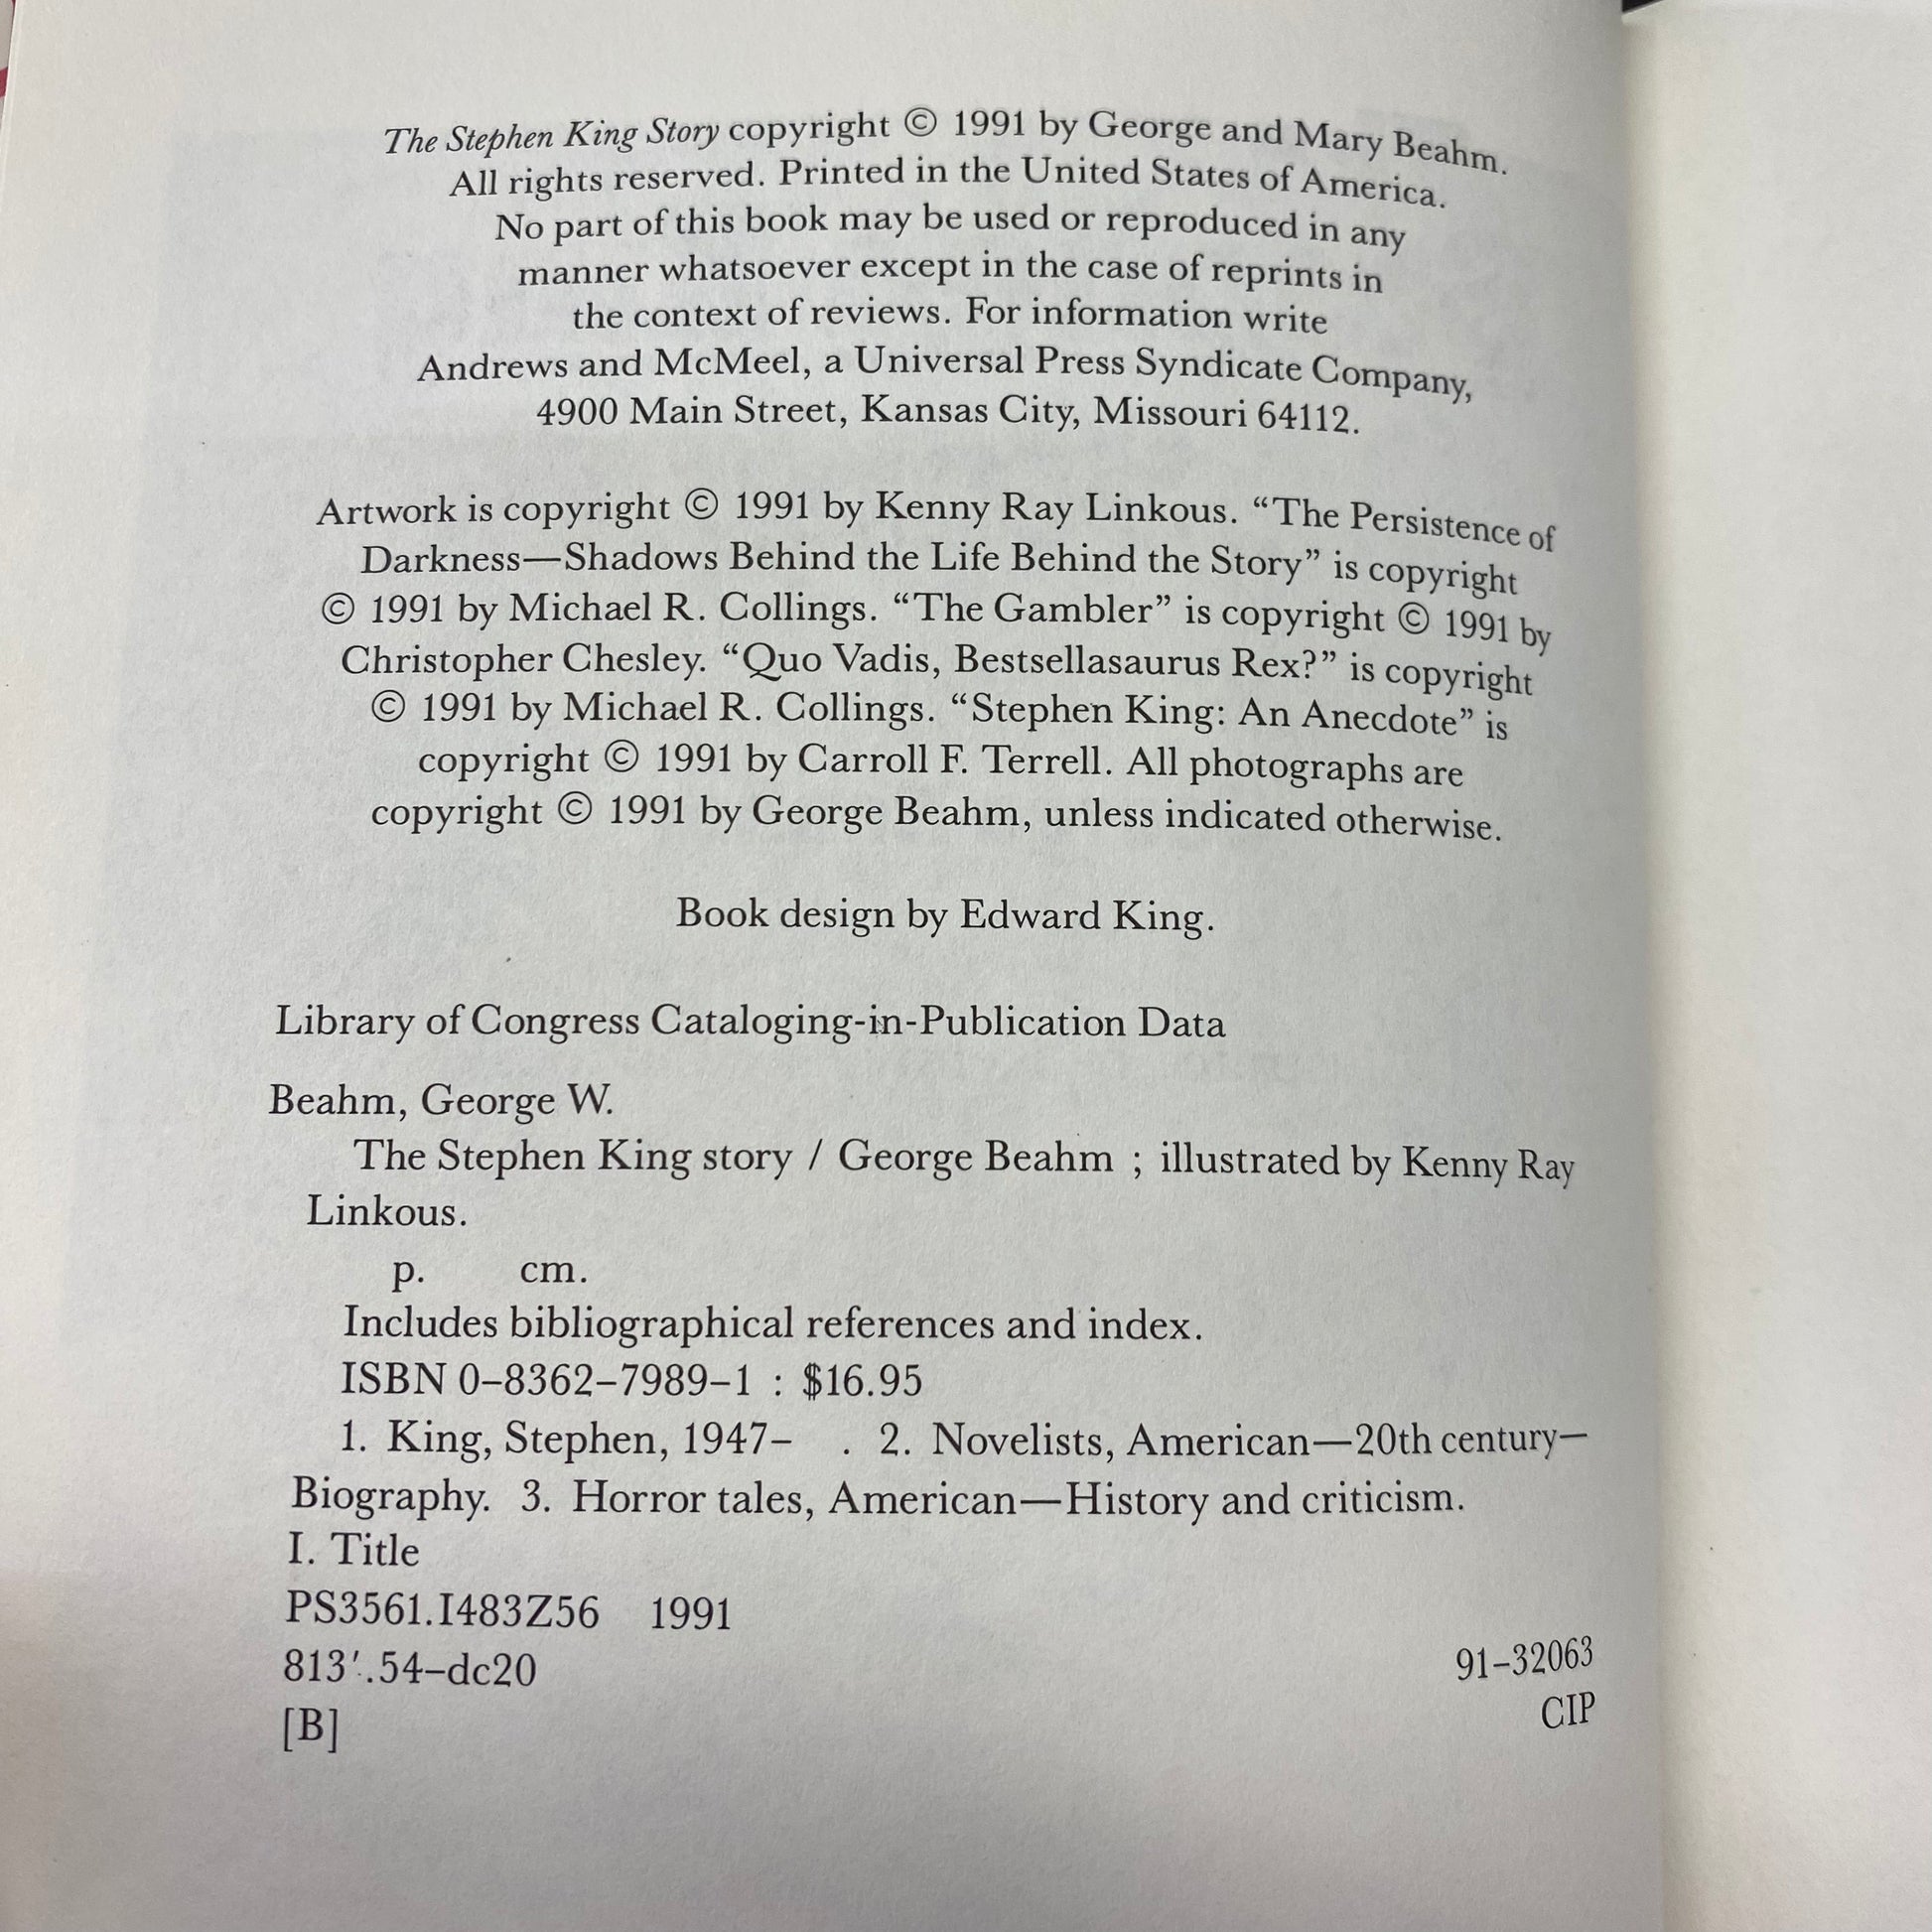 The Stephen King Story copyright © 1991 by George and Mary Beahm.
All rights reserved. Printed in the United States of America.
No part of this book may be used or reproduced in any
manner whatsoever except in the case of reprints in
the context of reviews. For information write
Andrews and McMeel, a Universal Press Syndicate Company,
4900 Main Street, Kansas City, Missouri 64112.
Artwork is copyright © 1991 by Kenny Ray Linkous. “The Persistence of
Darkness—Shadows Behind the Life Behind the Story” is copyright
© 1991 by Michael R. Collings. “The Gambler” is copyright © 1991 by
Christopher Chesley. “Quo Vadis, Bestsellasaurus Rex?” is copyright
© 1991 by Michael R. Collings. “Stephen King: An Anecdote” is
copyright © 1991 by Carroll F. Terrell. All photographs are
copyright © 1991 by George Beahm, unless indicated otherwise.
Book design by Edward King.
Library of Congress Cataloging-in-Publication Data
Beahm, George W.
The Stephen King story / George Beahm ; illustrated by Kenny Ray
Linkous.
p. cm.
Includes bibliographical references and index.
ISBN 0–8362–7989–1 : $16.95
1. King, Stephen, 1947– . 2. Novelists, American—20th century—
Biography. 3. Horror tales, American—History and criticism.
I. Title
PS3561.I483Z56 1991
813′.54–dc20
91–32063
[B]
CIP